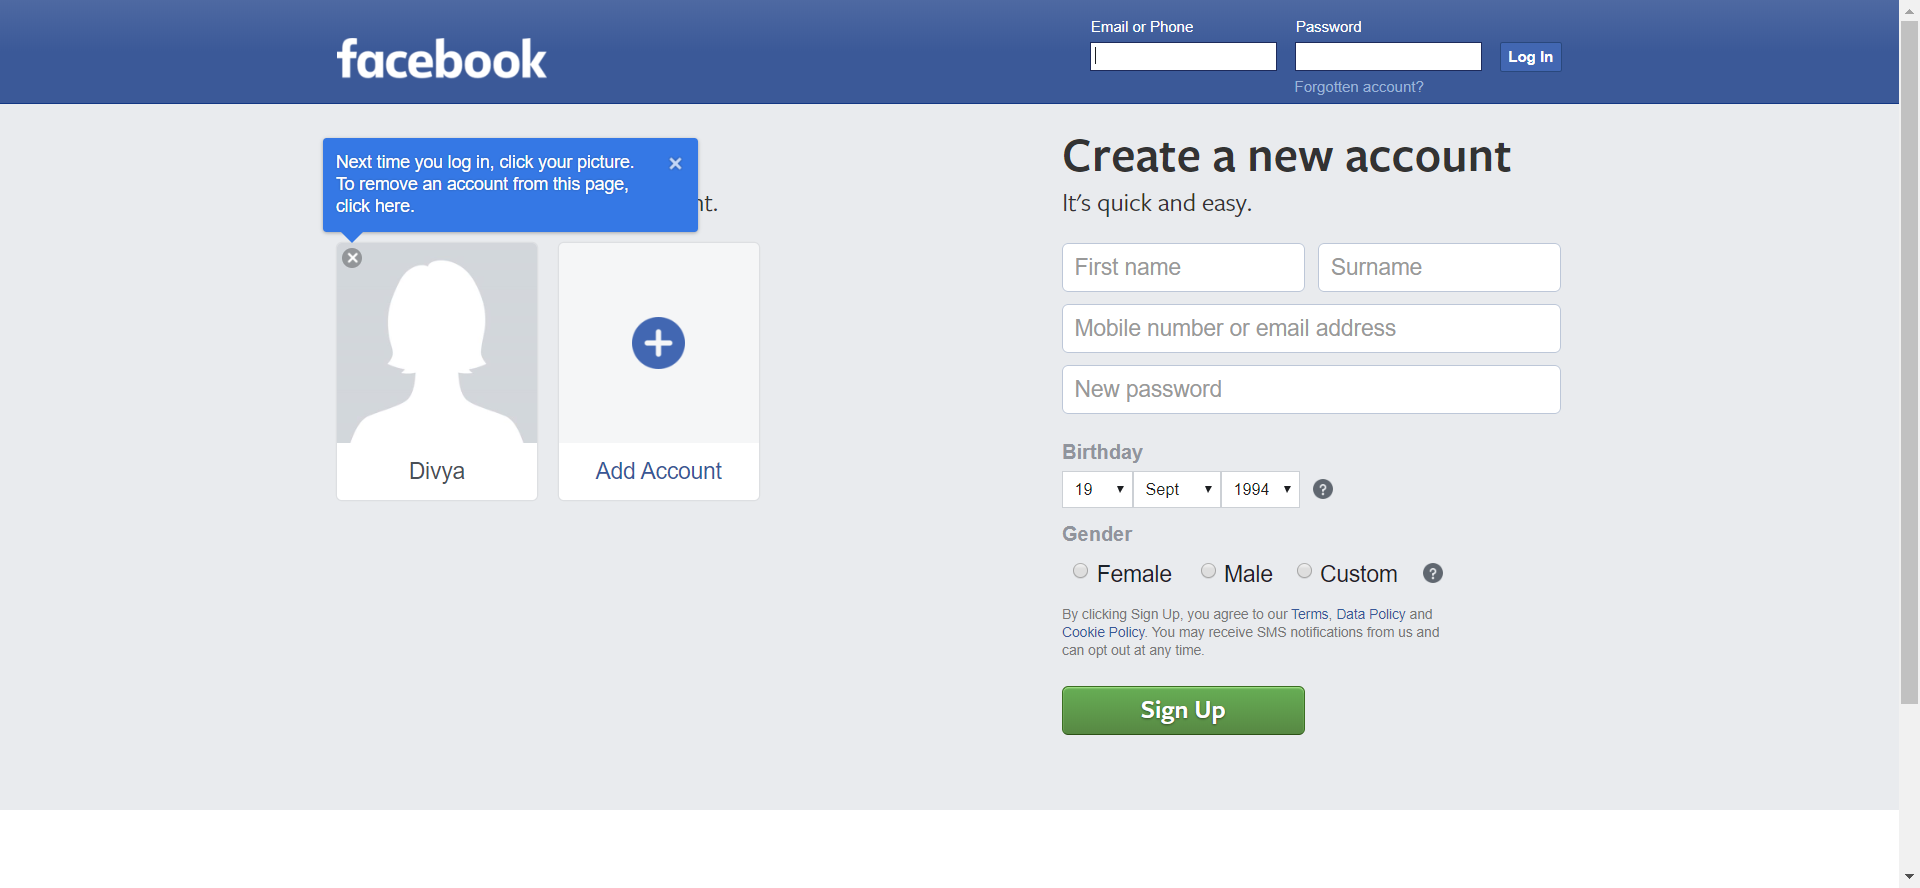 facebook
Email or Phone
Password
Log In
Forgotten account?
Next time you log in, click your picture.
To remove an account from this page,
click here.
Divya
Add Account
Create a new account
It's quick and easy.
First name
Surname
Mobile number or email address
New password
Birthday
19
Sept
1994
Gender
Female
Male
Custom
By clicking Sign Up, you agree to our Terms, Data Policy and
Cookie Policy. You may receive SMS notifications from us and
can opt out at any time.
Sign Up